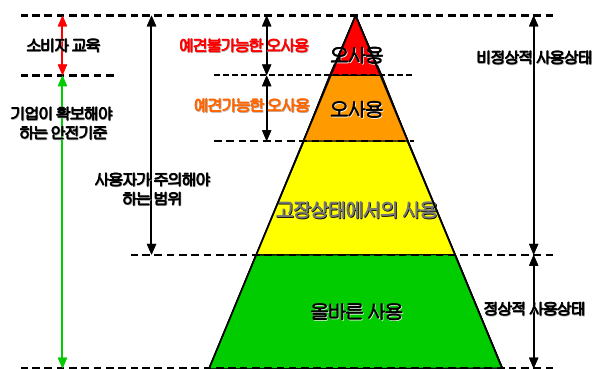 소비자 교육
예견불가능한 오사용
오사용
비정상적 사용상태
예견가능한 오사용
오사용
기업이 확보해야
하는 안전기준
사용자가 주의해야
하는 범위
고장상태에서의 사용
올바른 사용
정상적 사용상태